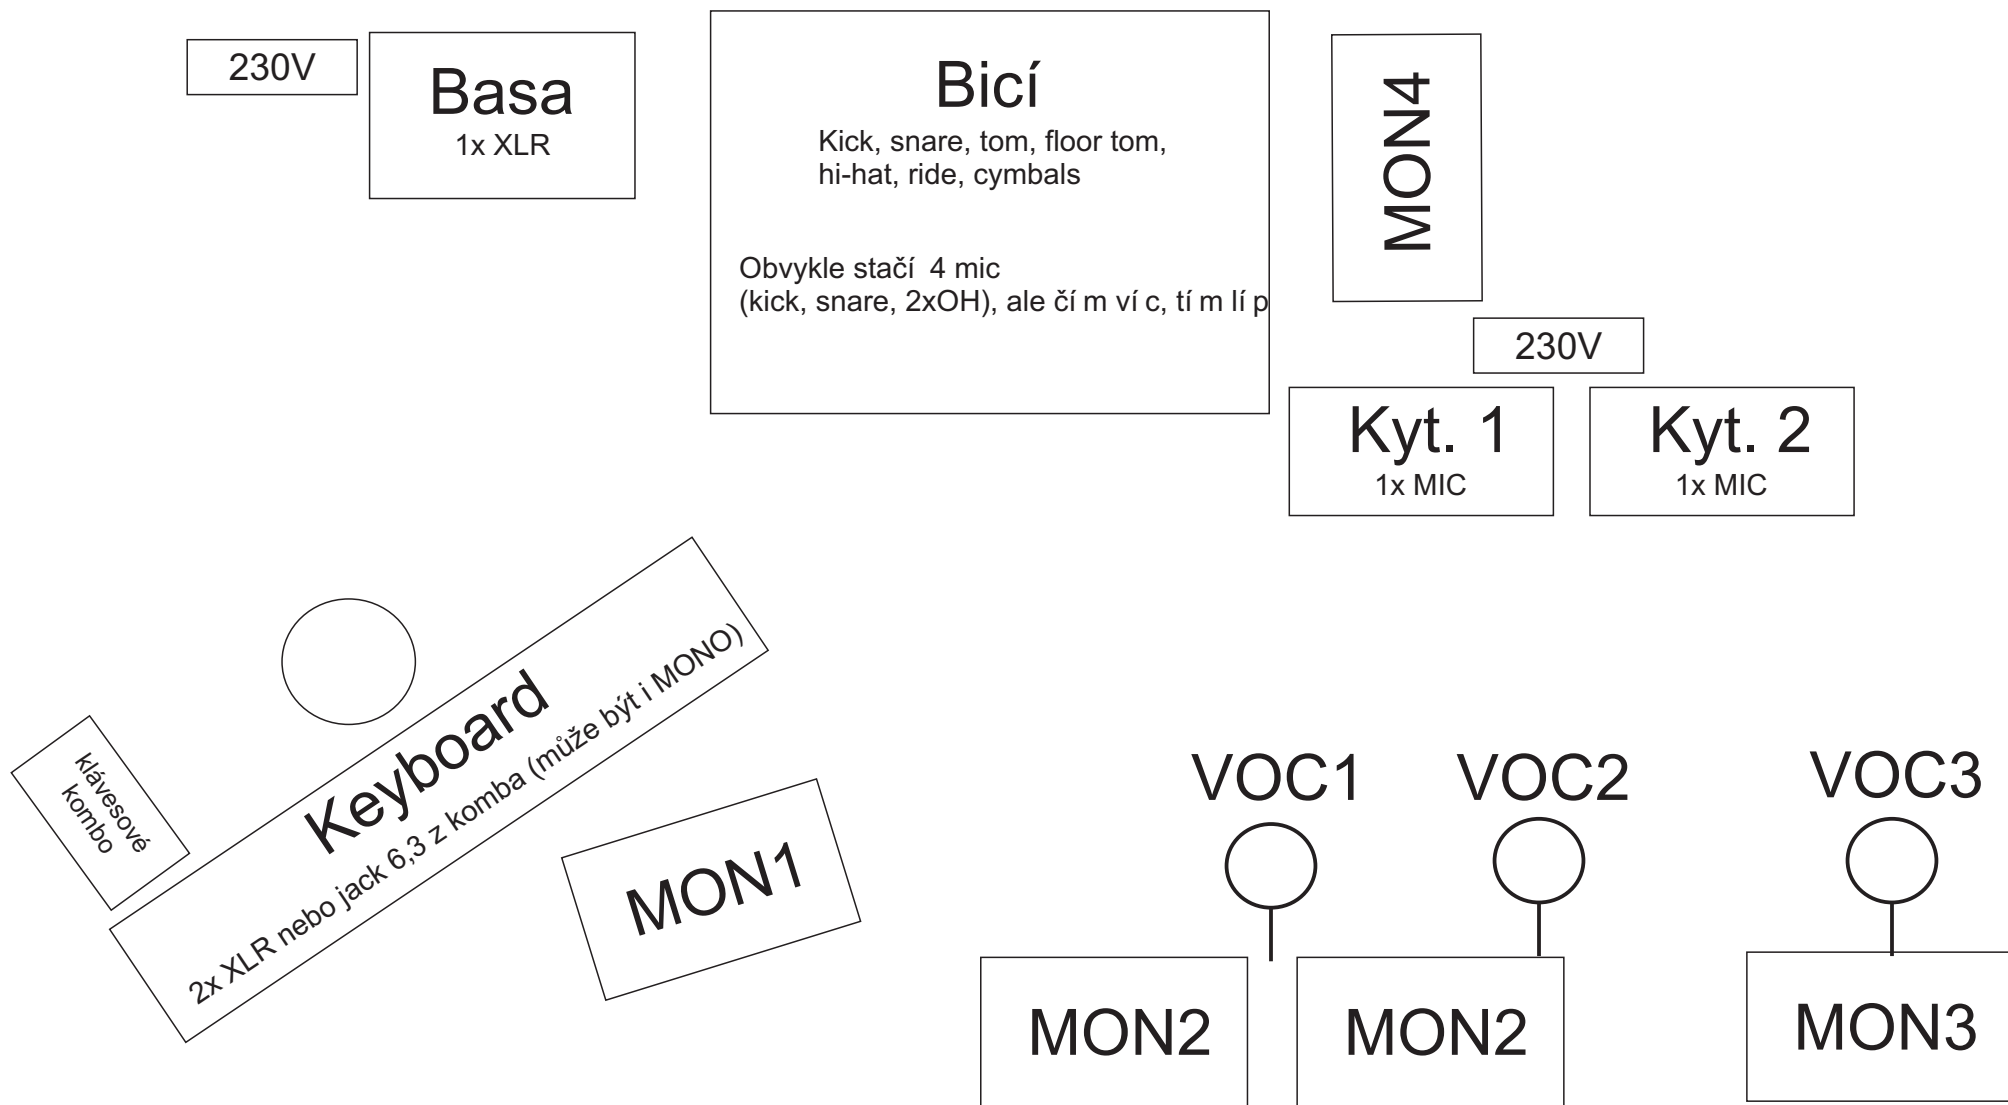 230V
Basa
1x XLR
Bicí
Kick, snare, tom, floor tom,
hi-hat, ride, cymbals
Obvykle stačí 4 mic
(kick, snare, 2xOH), ale čí m ví c, tí m lí p
MON4
230V
Kyt. 1
1x MIC
Kyt. 2
1x MIC
klávesové
kombo
Keyboard
2x XLR nebo jack 6,3 z komba (může být i MONO)
MON1
VOC1
VOC2
VOC3
MON2
MON2
MON3